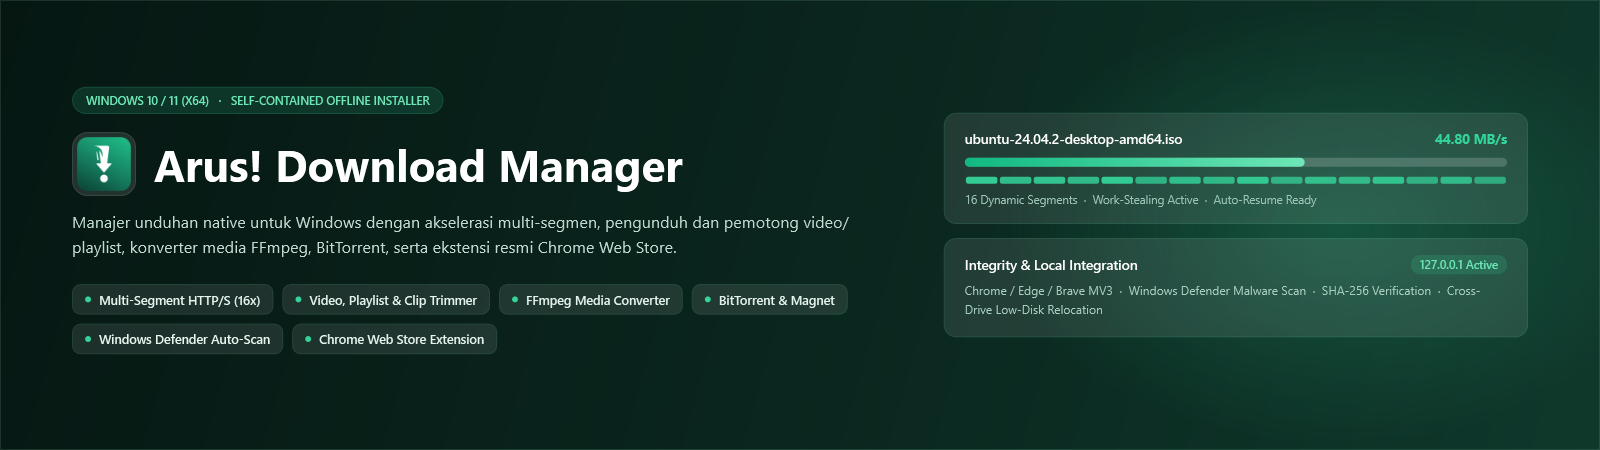 WINDOWS 10 / 11 (X64) · SELF-CONTAINED OFFLINE INSTALLER
Arus! Download Manager
Manajer unduhan native untuk Windows dengan akselerasi multi-segmen, pengunduh dan pemotong video/
playlist, konverter media FFmpeg, BitTorrent, serta ekstensi resmi Chrome Web Store.
Multi-Segment HTTP/S (16x)
Video, Playlist & Clip Trimmer
FFmpeg Media Converter
BitTorrent & Magnet
Windows Defender Auto-Scan
Chrome Web Store Extension
ubuntu-24.04.2-desktop-amd64.iso
44.80 MB/s
16 Dynamic Segments · Work-Stealing Active · Auto-Resume Ready
Integrity & Local Integration
127.0.0.1 Active
Chrome / Edge / Brave MV3 · Windows Defender Malware Scan · SHA-256 Verification · Cross-
Drive Low-Disk Relocation